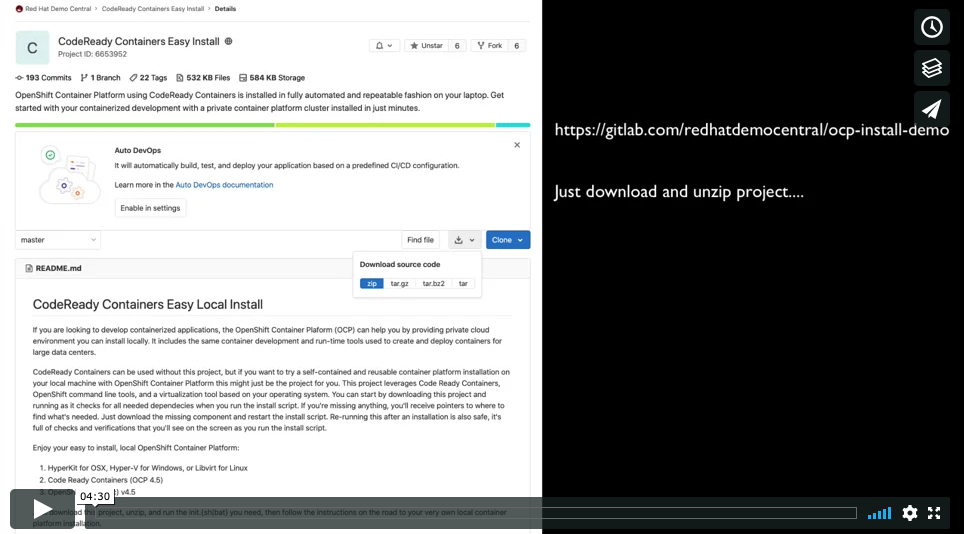 Red Hat Demo Central > CodeReady Containers Easy Install > Details
C
CodeReady Containers Easy Install
Project ID: 6653952
Unstar 6
Fork 6
193 Commits 1 Branch 22 Tags 532 KB Files 584 KB Storage
OpenShift Container Platform using CodeReady Containers is installed in fully automated and repeatable fashion on your laptop. Get
started with your containerized development with a private container platform cluster installed in just minutes.
Auto DevOps
It will automatically build, test, and deploy your application based on a predefined CI/CD configuration.
Learn more in the Auto DevOps documentation
Enable in settings
master
Find file
Clone
Download source code
zip tar.gz tar.bz2 tar
README.md
CodeReady Containers Easy Local Install
If you are looking to develop containerized applications, the OpenShift Container Plaform (OCP) can help you by providing private cloud
environment you can install locally. It includes the same container development and run-time tools used to create and deploy containers for
large data centers.
CodeReady Containers can be used without this project, but if you want to try a self-contained and reusable container platform installation on
your local machine with OpenShift Container Platform this might just be the project for you. This project leverages Code Ready Containers,
OpenShift command line tools, and a virtualization tool based on your operating system. You can start by downloading this project and
running as it checks for all needed dependecies when you run the install script. If you're missing anything, you'll receive pointers to where to
find what's needed. Just download the missing component and restart the install script. Re-running this after an installation is also safe, it's
full of checks and verifications that you'll see on the screen as you run the install script.
Enjoy your easy to install, local OpenShift Container Platform:
1. HyperKit for OSX, Hyper-V for Windows, or Libvirt for Linux
2. Code Ready Containers (OCP 4.5)
3. v4.5
download this project, unzip, and run the init.(sh|bat) you need, then follow the instructions on the road to your very own local container
platform installation.
04:30
https://gitlab.com/redhatdemocentral/ocp-install-demo
Just download and unzip project....